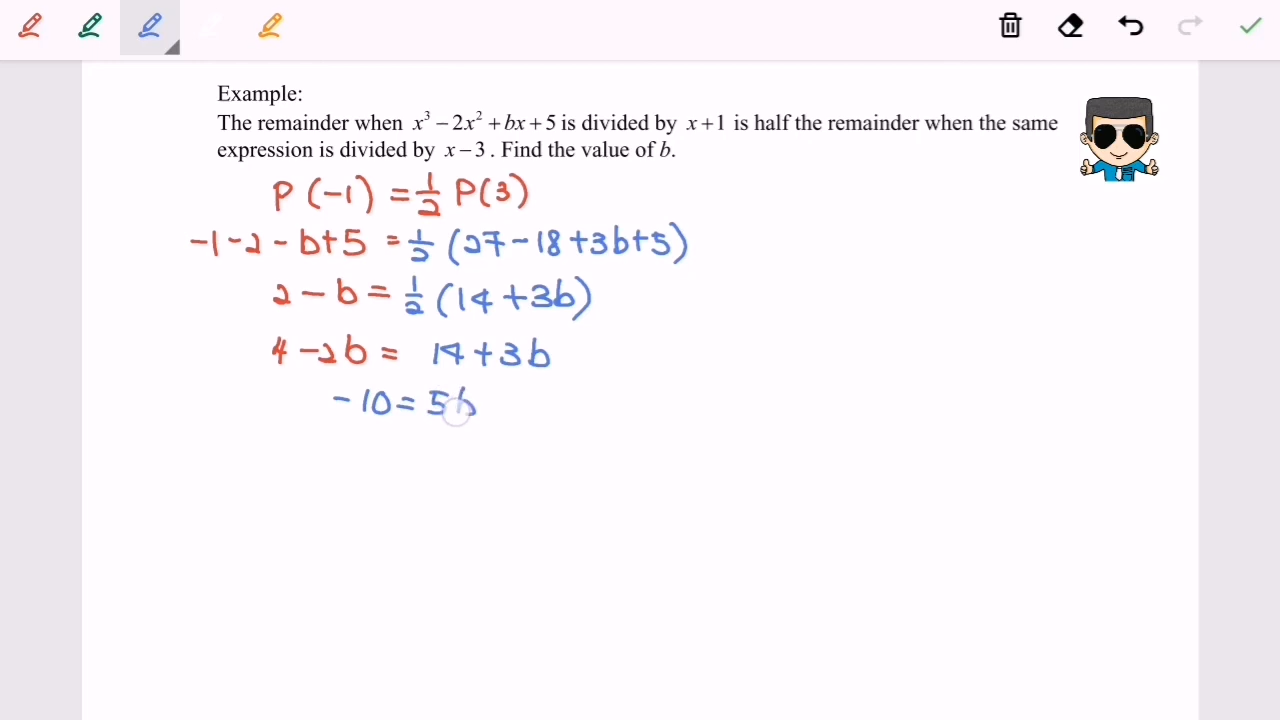 Example:
The remainder when x³ − 2x² + bx + 5 is divided by x + 1 is half the remainder when the same
expression is divided by x − 3 . Find the value of b.
P (−1) = 1/2 P(3)
−1 −2 − b + 5 = 1/2 (27 − 18 + 3b + 5)
2 − b = 1/2 (14 + 3b)
4 − 2b = 14 + 3b
−10 = 5b